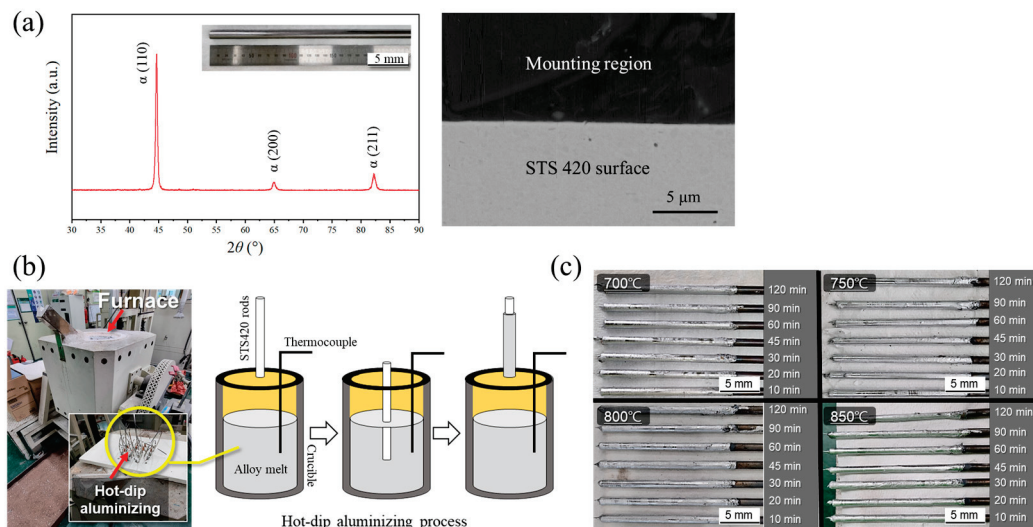 (a)
Intensity (a.u.)
α (110)
α (200)
α (211)
5 mm
30 35 40 45 50 55 60 65 70 75 80 85 90
2θ (°)
Mounting region
STS 420 surface
5 μm
(b)
Furnace
Hot-dip
aluminizing
STS420 rods
Thermocouple
Alloy melt
Crucible
Hot-dip aluminizing process
(c)
700℃
120 min
90 min
60 min
45 min
30 min
20 min
10 min
5 mm
750℃
120 min
90 min
60 min
45 min
30 min
20 min
10 min
5 mm
800℃
120 min
90 min
60 min
45 min
30 min
20 min
10 min
5 mm
850℃
120 min
90 min
60 min
45 min
30 min
20 min
10 min
5 mm